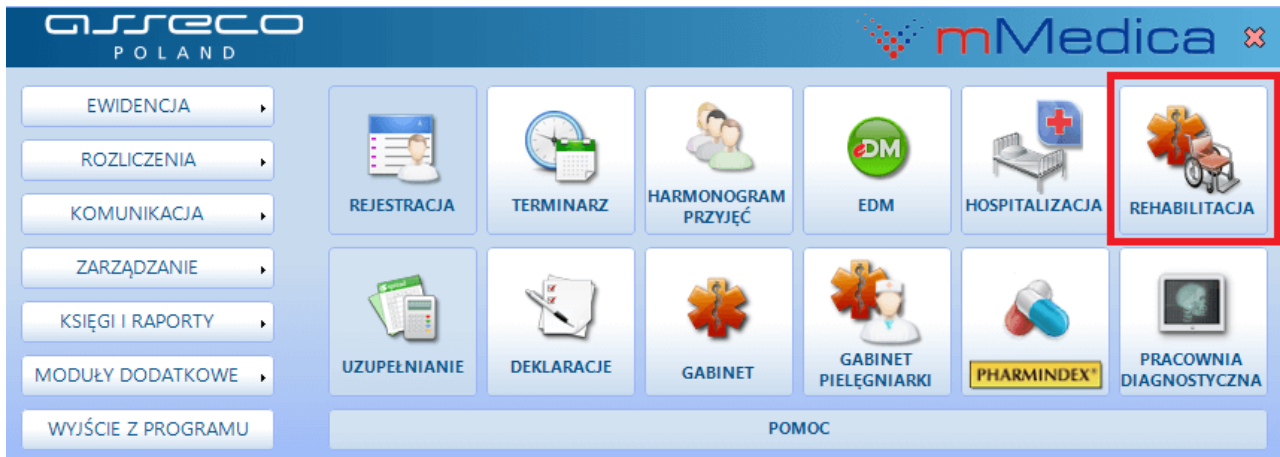 asseco
POLAND
mMedica
EWIDENCJA
ROZLICZENIA
KOMUNIKACJA
ZARZĄDZANIE
KSIĘGI I RAPORTY
MODUŁY DODATKOWE
WYJŚCIE Z PROGRAMU
REJESTRACJA
TERMINARZ
HARMONOGRAM
PRZYJĘĆ
eDM
EDM
HOSPITALIZACJA
REHABILITACJA
UZUPEŁNIANIE
DEKLARACJE
GABINET
GABINET
PIELĘGNIARKI
PHARMINDEX®
PRACOWNIA
DIAGNOSTYCZNA
POMOC